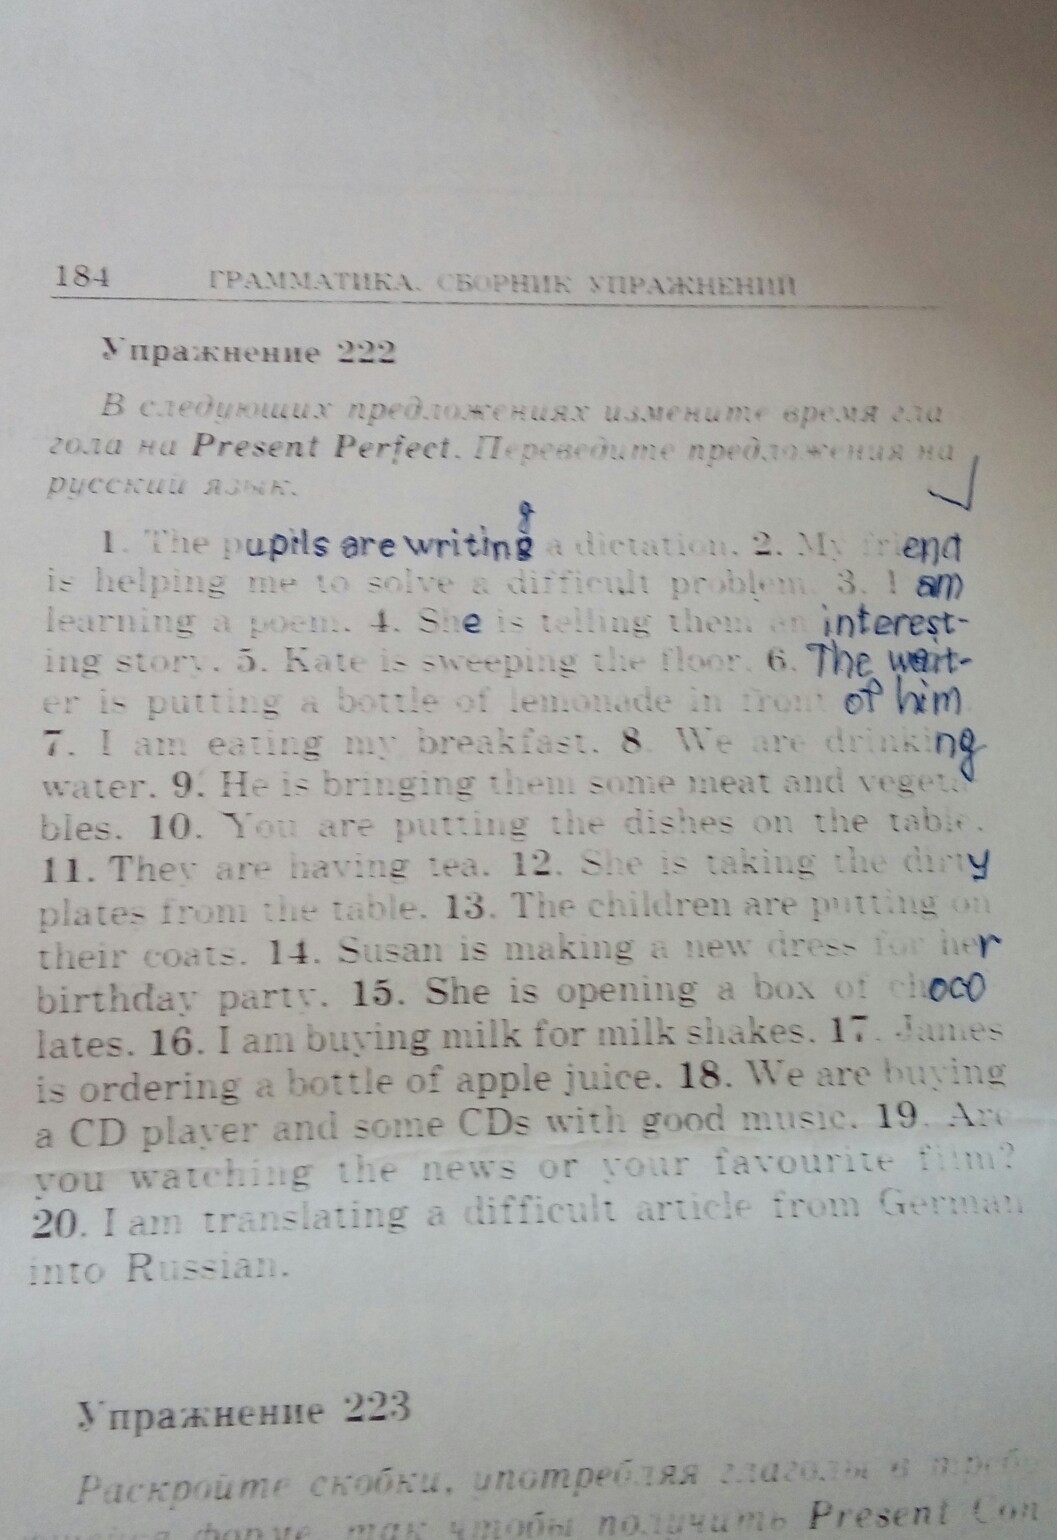 184 ГРАММАТИКА. СБОРНИК УПРАЖНЕНИЙ
Упражнение 222
В следующих предложениях измените время гла
гола на Present Perfect. Переведите предложения на
русский язык.
1. The pupils are writing a dictation. 2. My friend
is helping me to solve a difficult problem. 3. I am
learning a poem. 4. She is telling them an interest-
ing story. 5. Kate is sweeping the floor. 6. The wait-
er is putting a bottle of lemonade in front of him
7. I am eating my breakfast. 8. We are drinking
water. 9. He is bringing them some meat and vegeta
bles. 10. You are putting the dishes on the table.
11. They are having tea. 12. She is taking the dirty
plates from the table. 13. The children are putting on
their coats. 14. Susan is making a new dress for her
birthday party. 15. She is opening a box of choco
lates. 16. I am buying milk for milk shakes. 17. James
is ordering a bottle of apple juice. 18. We are buying
a CD player and some CDs with good music. 19. Are
you watching the news or your favourite film?
20. I am translating a difficult article from German
into Russian.
Упражнение 223
Раскройте скобки, употребляя глаголы в требу
ющейся форме, так чтобы получить Present Con